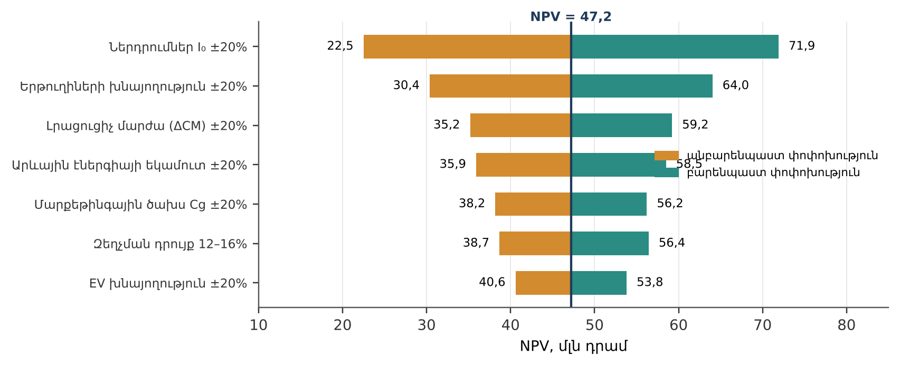 NPV = 47,2
Ներդրումներ I₀ ±20%
22,5
71,9
Երթուղիների խնայողություն ±20%
30,4
64,0
Լրացուցիչ մարժա (ΔCM) ±20%
35,2
59,2
Արևային էներգիայի եկամուտ ±20%
35,9
58,5
անբարենպաստ փոփոխություն
բարենպաստ փոփոխություն
Մարքեթինգային ծախս Cg ±20%
38,2
56,2
Զեղչման դրույք 12–16%
38,7
56,4
EV խնայողություն ±20%
40,6
53,8
10 20 30 40 50 60 70 80
NPV, մլն դրամ